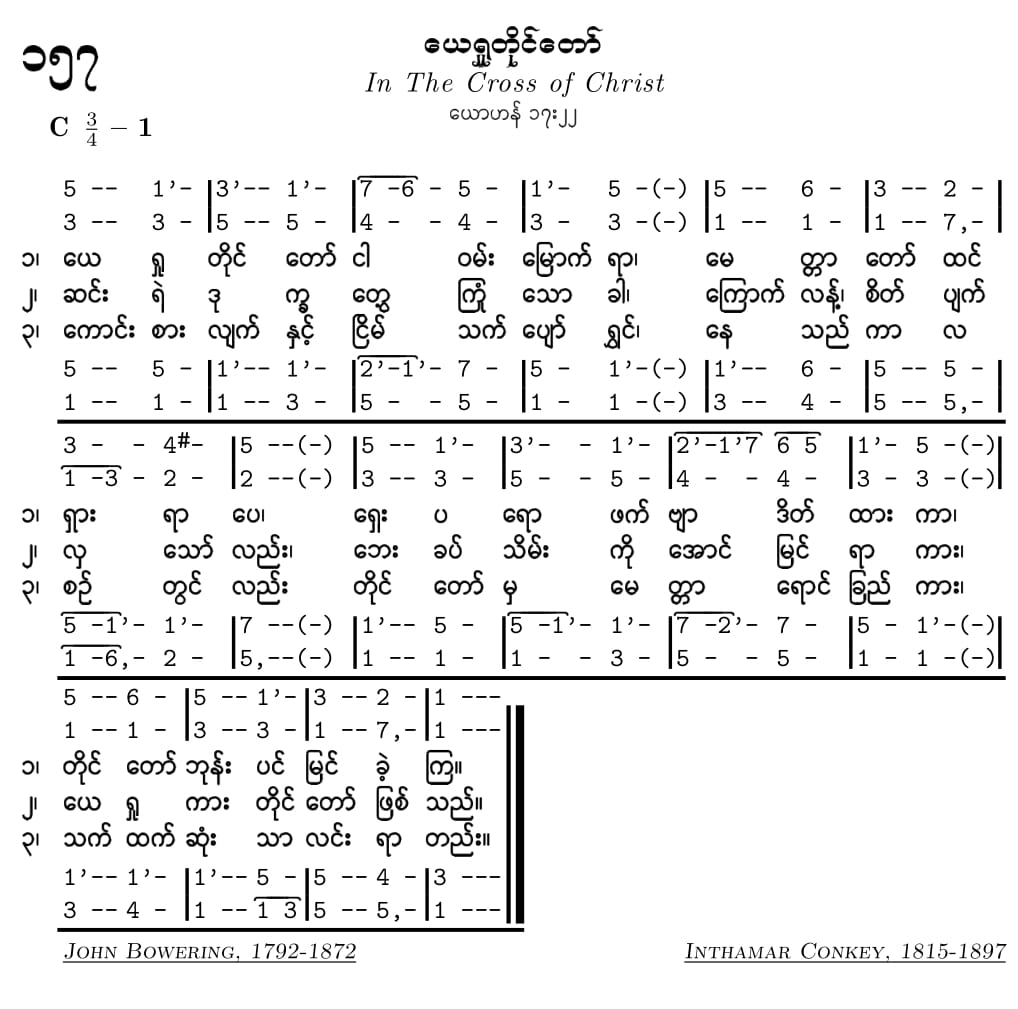 ၁၅၇
ယေရှုတိုင်တော်
In The Cross of Christ
ယောဟန် ၁၇း၂၂
C 3/4 – 1
5 -- 1’- |3’-- 1’- |7 -6 - 5 - |1’- 5 -(-) |5 -- 6 - |3 -- 2 - |
3 -- 3 - |5 -- 5 - |4 - - 4 - |3 - 3 -(-) |1 -- 1 - |1 -- 7,- |
၁၊ ယေ ရှု တိုင် တော် ငါ ဝမ်း မြောက် ရာ၊ မေ တ္တာ တော် ထင်
၂၊ ဆင်း ရဲ ဒု က္ခ တွေ့ ကြုံ သော ခါ၊ ကြောက် လန့်၊ စိတ် ပျက်
၃၊ ကောင်း စား လျက် နှင့် ငြိမ် သက် ပျော် ရွှင်၊ နေ သည် ကာ လ
5 -- 5 - |1’-- 1’- |2’-1’- 7 - |5 - 1’-(-) |1’-- 6 - |5 -- 5 - |
1 -- 1 - |1 -- 3 - |5 - - 5 - |1 - 1 -(-) |3 -- 4 - |5 -- 5,- |
3 - - 4#- |5 --(-) |5 -- 1’- |3’- - 1’- |2’-1’7 6 5 |1’- 5 -(-)|
1 -3 - 2 - |2 --(-) |3 -- 3 - |5 - - 5 - |4 - - 4 - |3 - 3 -(-)|
၁၊ ရှား ရာ ပေ၊ ရှေး ပ ရော ဖက် ဗျာ ဒိတ် ထား ကာ၊
၂၊ လှ သော် လည်း၊ ဘေး ခပ် သိမ်း ကို အောင် မြင် ရာ ကား၊
၃၊ စဉ် တွင် လည်း တိုင် တော် မှ မေ တ္တာ ရောင် ခြည် ကား၊
5 -1’- 1’- |7 --(-) |1’-- 5 - |5 -1’- 1’- |7 -2’- 7 - |5 - 1’-(-)|
1 -6,- 2 - |5,--(-) |1 -- 1 - |1 - - 3 - |5 - - 5 - |1 - 1 -(-)|
5 -- 6 - |5 -- 1’-|3 -- 2 - |1 ---
1 -- 1 - |3 -- 3 -|1 -- 7,- |1 ---
၁၊ တိုင် တော် ဘုန်း ပင် မြင် ခဲ့ ကြ။
၂၊ ယေ ရှု ကား တိုင် တော် ဖြစ် သည်။
၃၊ သက် ထက် ဆုံး သာ လင်း ရာ တည်း။
1’-- 1’- |1’-- 5 -|5 -- 4 - |3 ---
3 -- 4 - |1 -- 1 3|5 -- 5,- |1 ---
JOHN BOWERING, 1792-1872
INTHAMAR CONKEY, 1815-1897